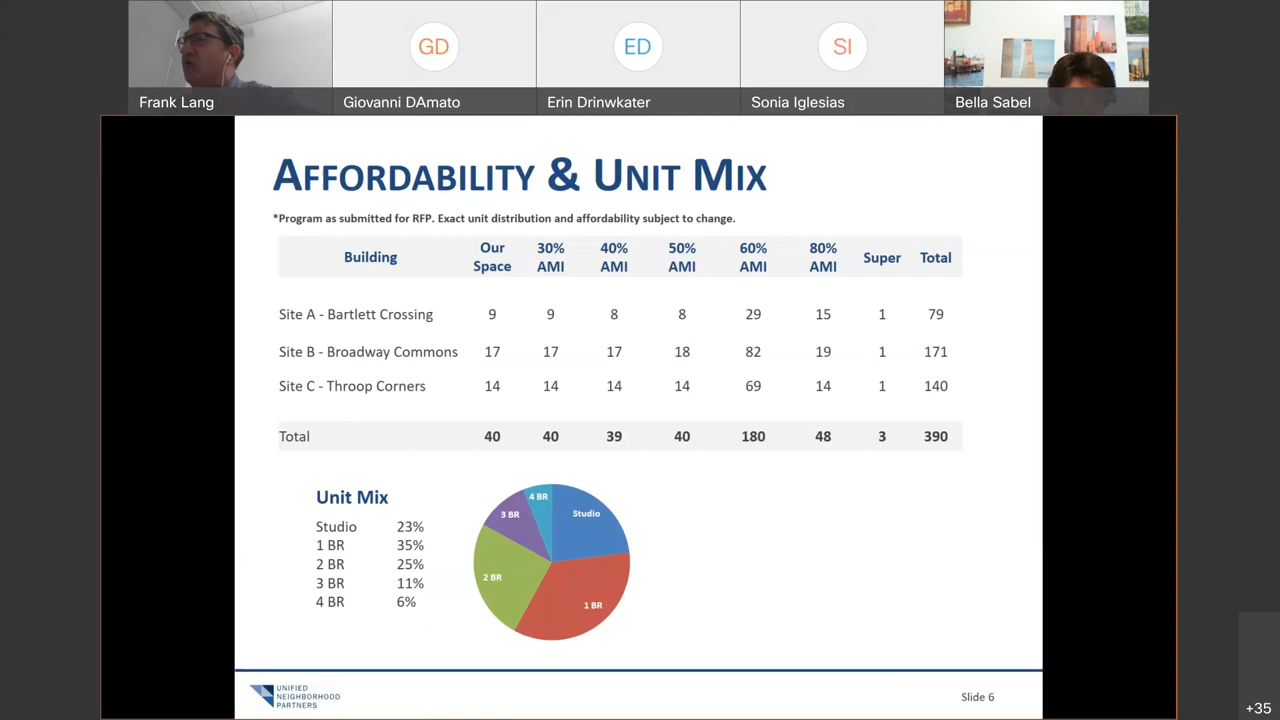 GD
ED
SI
Frank Lang
Giovanni DAmato
Erin Drinwkater
Sonia Iglesias
Bella Sabel
AFFORDABILITY & UNIT MIX
*Program as submitted for RFP. Exact unit distribution and affordability subject to change.
Building Our Space 30% AMI 40% AMI 50% AMI 60% AMI 80% AMI Super Total
Site A - Bartlett Crossing 9 9 8 8 29 15 1 79
Site B - Broadway Commons 17 17 17 18 82 19 1 171
Site C - Throop Corners 14 14 14 14 69 14 1 140
Total 40 40 39 40 180 48 3 390
Unit Mix
Studio 23%
1 BR 35%
2 BR 25%
3 BR 11%
4 BR 6%
4 BR
Studio
3 BR
2 BR
1 BR
UNIFIED
NEIGHBORHOOD
PARTNERS
Slide 6
+35